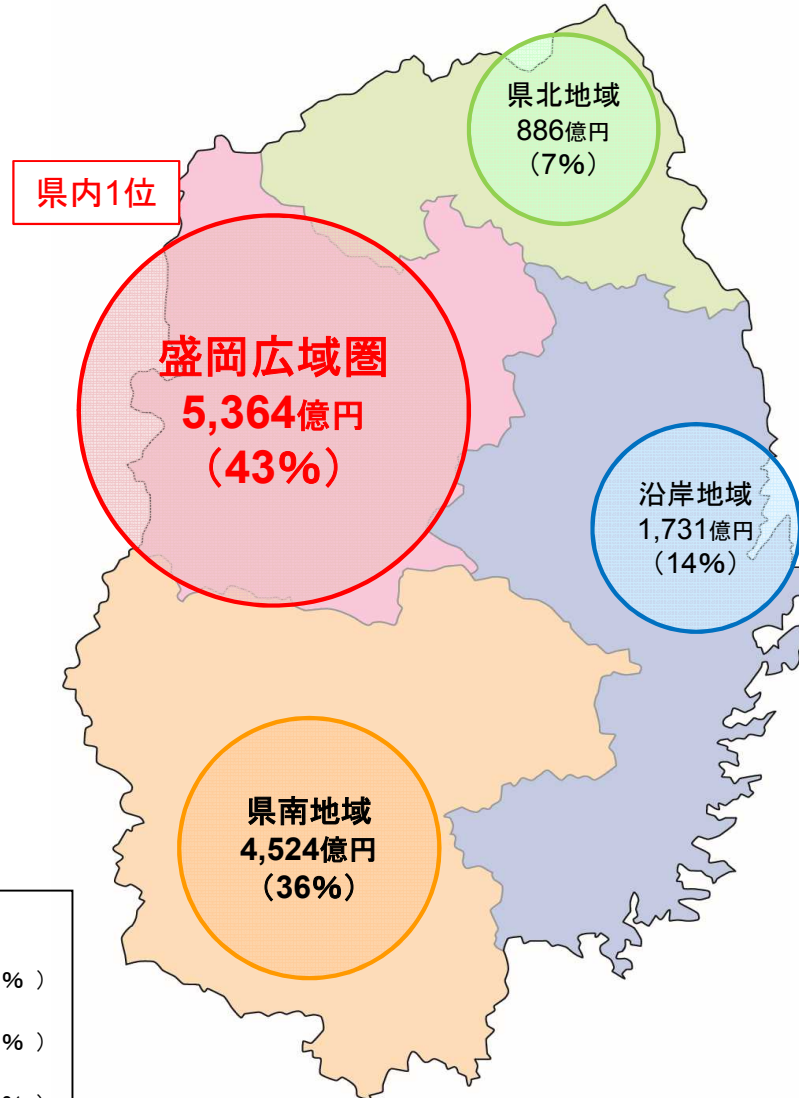 県北地域
886億円
（7%）
県内1位
盛岡広域圏
5,364億円
（43%）
沿岸地域
1,731億円
（14%）
県南地域
4,524億円
（36%）
% ）
% ）
% ）